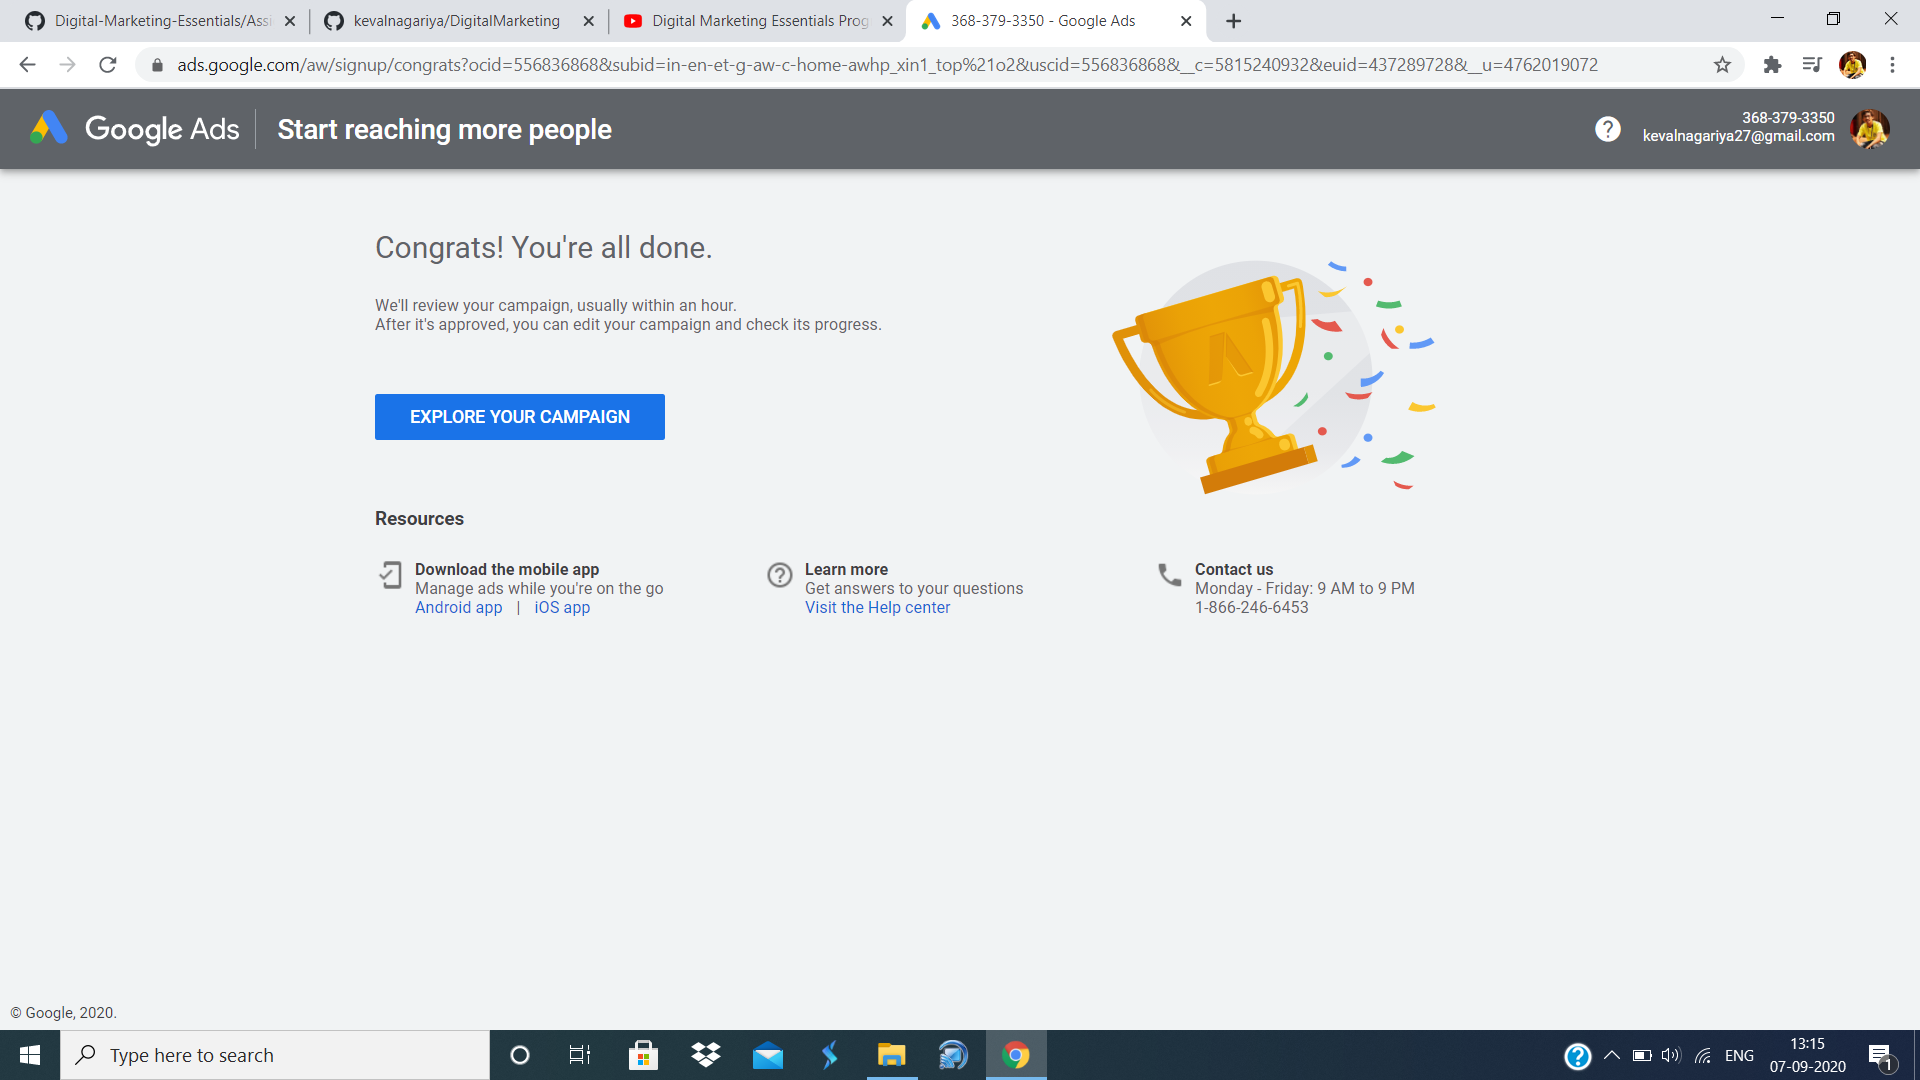 Digital-Marketing-Essentials/Assi
kevalnagariya/DigitalMarketing
Digital Marketing Essentials Prog
368-379-3350 - Google Ads
ads.google.com/aw/signup/congrats?ocid=556836868&subid=in-en-et-g-aw-c-home-awhp_xin1_top%21o2&uscid=556836868&__c=5815240932&euid=437289728&__u=4762019072
Google Ads
Start reaching more people
368-379-3350
kevalnagariya27@gmail.com
Congrats! You're all done.
We'll review your campaign, usually within an hour.
After it's approved, you can edit your campaign and check its progress.
EXPLORE YOUR CAMPAIGN
Resources
Download the mobile app
Manage ads while you're on the go
Android app | iOS app
Learn more
Get answers to your questions
Visit the Help center
Contact us
Monday - Friday: 9 AM to 9 PM
1-866-246-6453
© Google, 2020.
Type here to search
ENG
13:15
07-09-2020
1